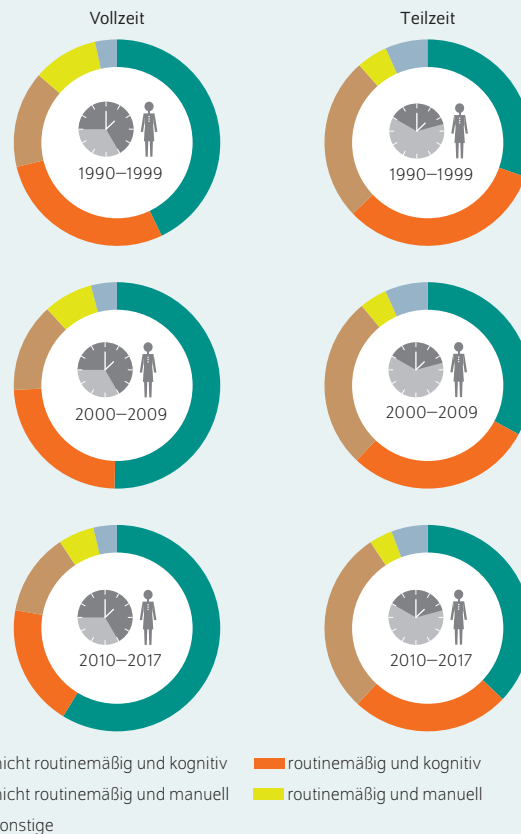 Vollzeit Teilzeit
1990–1999 1990–1999
2000–2009 2000–2009
2010–2017 2010–2017
nicht routinemäßig und kognitiv routinemäßig und kognitiv
nicht routinemäßig und manuell routinemäßig und manuell
onstige